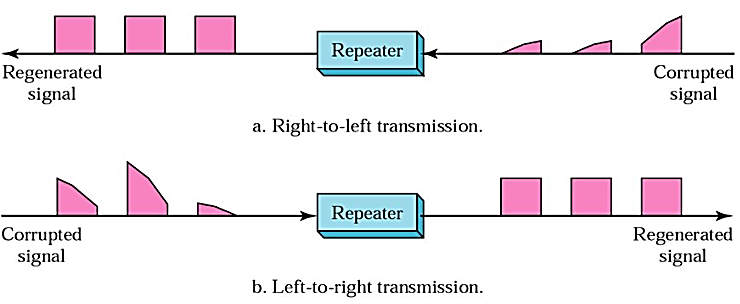 Repeater
Regenerated
signal
Corrupted
signal
a. Right-to-left transmission.
Repeater
Corrupted
signal
Regenerated
signal
b. Left-to-right transmission.